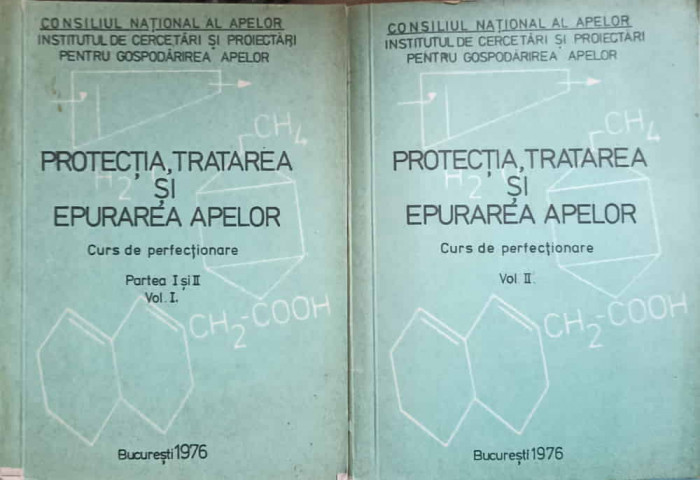 CONSILIUL NAȚIONAL AL APELOR
INSTITUTUL DE CERCETĂRI ȘI PROIECTĂRI
PENTRU GOSPODĂRIREA APELOR
CH4
PROTECȚIA, TRATAREA
H2C
ȘI
EPURAREA APELOR
Curs de perfecționare
Partea I și II
Vol. I.
CH2-COOH
București 1976
CONSILIUL NAȚIONAL AL APELOR
INSTITUTUL DE CERCETĂRI ȘI PROIECTĂRI
PENTRU GOSPODĂRIREA APELOR
CH4
PROTECȚIA, TRATAREA
H2C
ȘI
EPURAREA APELOR
Curs de perfecționare
Vol. II.
CH2-COOH
București 1976